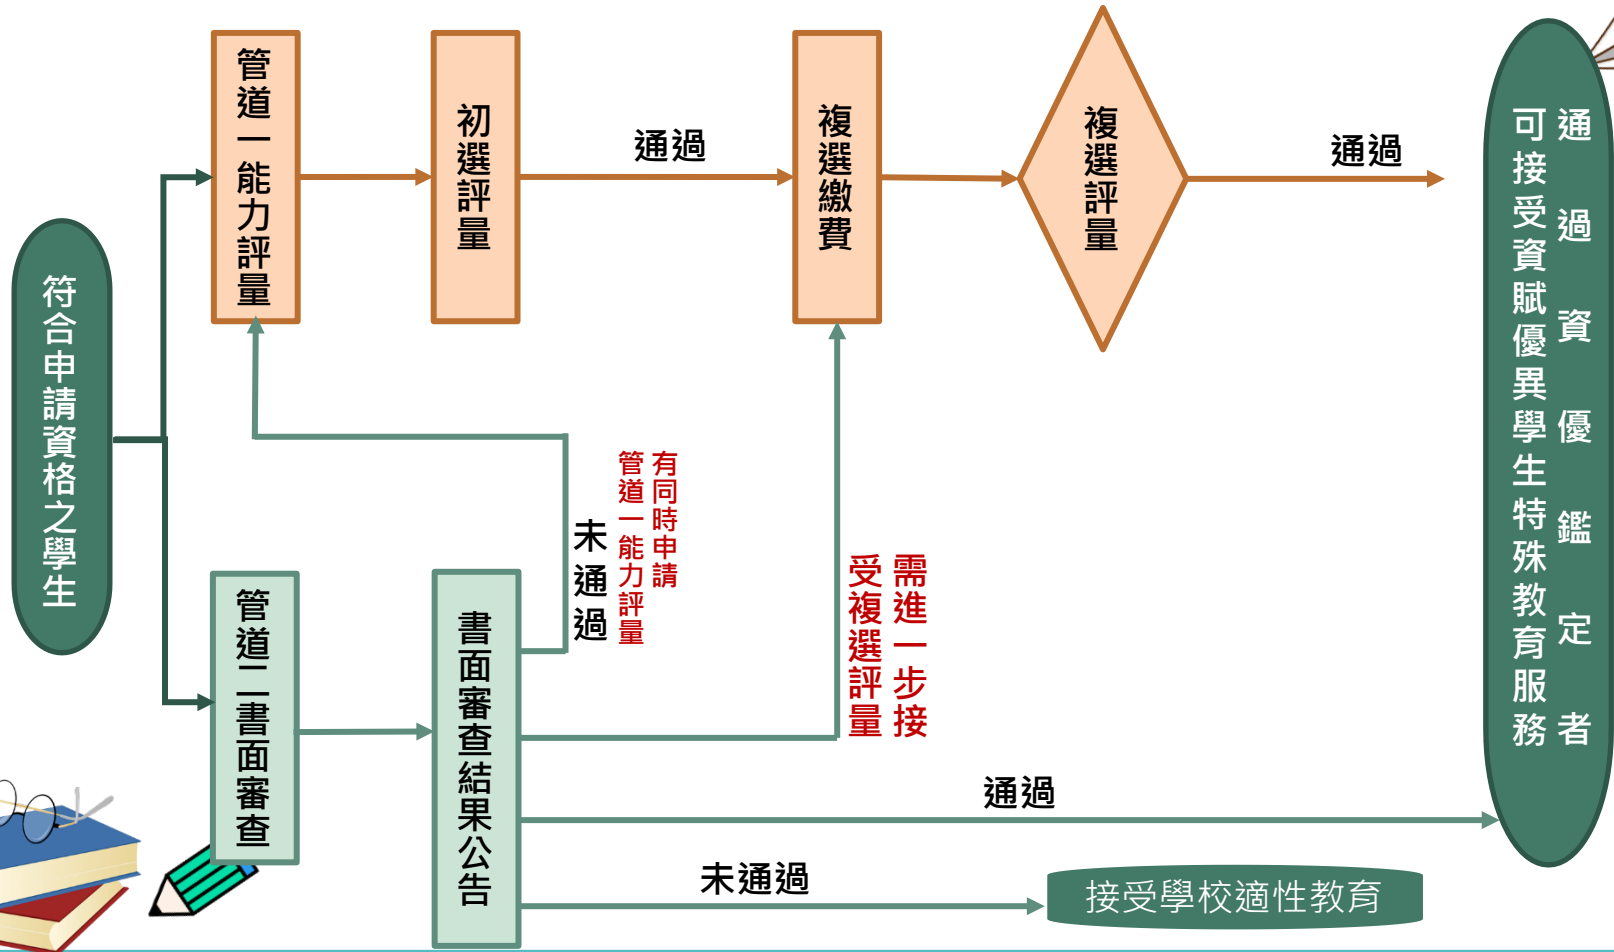 符合申請資格之學生
管道一能力評量
初選評量
通過
複選繳費
複選評量
通過
通過資優鑑定者
可接受資賦優異學生特殊教育服務
管道二書面審查
書面審查結果公告
未通過
有同時申請
管道一能力評量
需進一步接
受複選評量
通過
未通過
接受學校適性教育